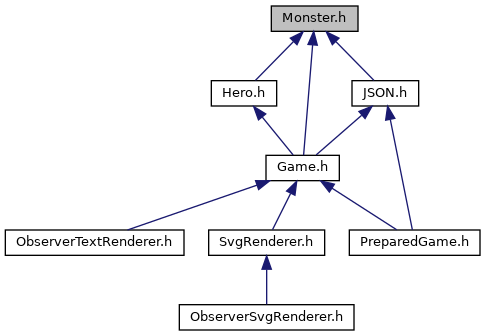 Monster.h
Hero.h
JSON.h
Game.h
ObserverTextRenderer.h
SvgRenderer.h
PreparedGame.h
ObserverSvgRenderer.h